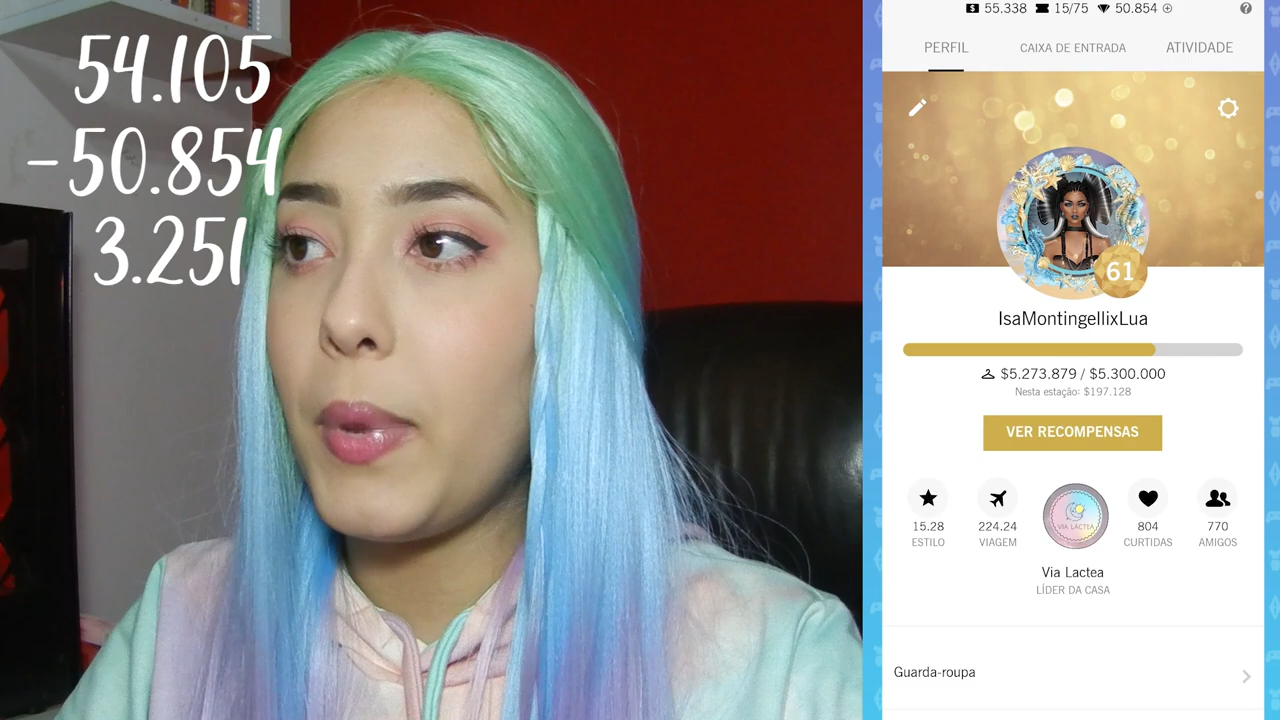 54.105
-50.854
3.251
$ 55.338 15/75 50.854
PERFIL CAIXA DE ENTRADA ATIVIDADE
61
IsaMontingellixLua
$5.273.879 / $5.300.000
Nesta estação: $197.128
VER RECOMPENSAS
VIA LACTEA
15.28 224.24 804 770
ESTILO VIAGEM CURTIDAS AMIGOS
Via Lactea
LÍDER DA CASA
Guarda-roupa